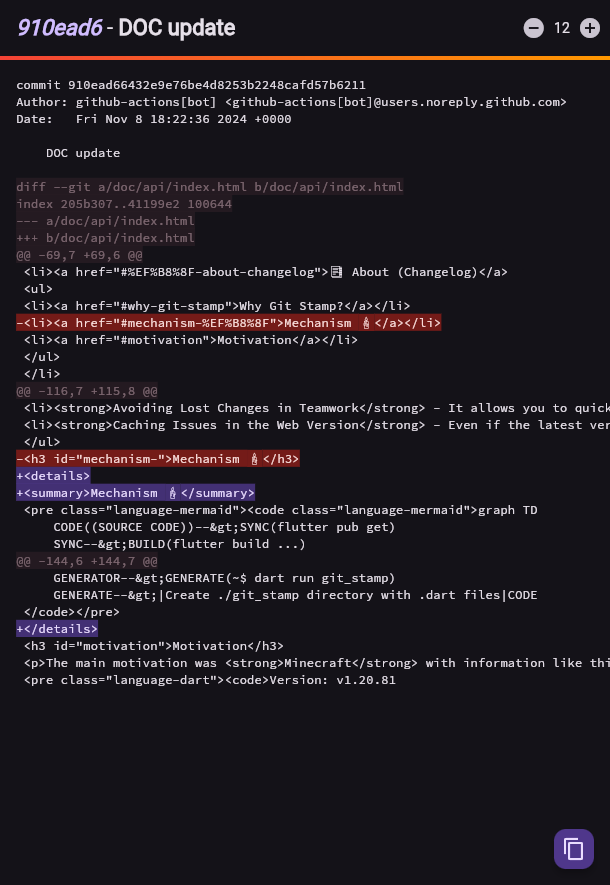 910ead6 - DOC update
12
commit 910ead66432e9e76be4d8253b2248cafd57b6211
Author: github-actions[bot] <github-actions[bot]@users.noreply.github.com>
Date:   Fri Nov 8 18:22:36 2024 +0000
DOC update
diff --git a/doc/api/index.html b/doc/api/index.html
index 205b307..41199e2 100644
--- a/doc/api/index.html
+++ b/doc/api/index.html
@@ -69,7 +69,6 @@
<li><a href="#%EF%B8%8F-about-changelog"> About (Changelog)</a>
<ul>
<li><a href="#why-git-stamp">Why Git Stamp?</a></li>
-<li><a href="#mechanism-%EF%B8%8F">Mechanism </a></li>
<li><a href="#motivation">Motivation</a></li>
</ul>
</li>
@@ -116,7 +115,8 @@
<li><strong>Avoiding Lost Changes in Teamwork</strong> – It allows you to quick
<li><strong>Caching Issues in the Web Version</strong> – Even if the latest ver
</ul>
-<h3 id="mechanism-">Mechanism </h3>
+<details>
+<summary>Mechanism </summary>
<pre class="language-mermaid"><code class="language-mermaid">graph TD
CODE((SOURCE CODE))--&gt;SYNC(flutter pub get)
SYNC--&gt;BUILD(flutter build ...)
@@ -144,6 +144,7 @@
GENERATOR--&gt;GENERATE(~$ dart run git_stamp)
GENERATE--&gt;|Create ./git_stamp directory with .dart files|CODE
</code></pre>
+</details>
<h3 id="motivation">Motivation</h3>
<p>The main motivation was <strong>Minecraft</strong> with information like thi
<pre class="language-dart"><code>Version: v1.20.81